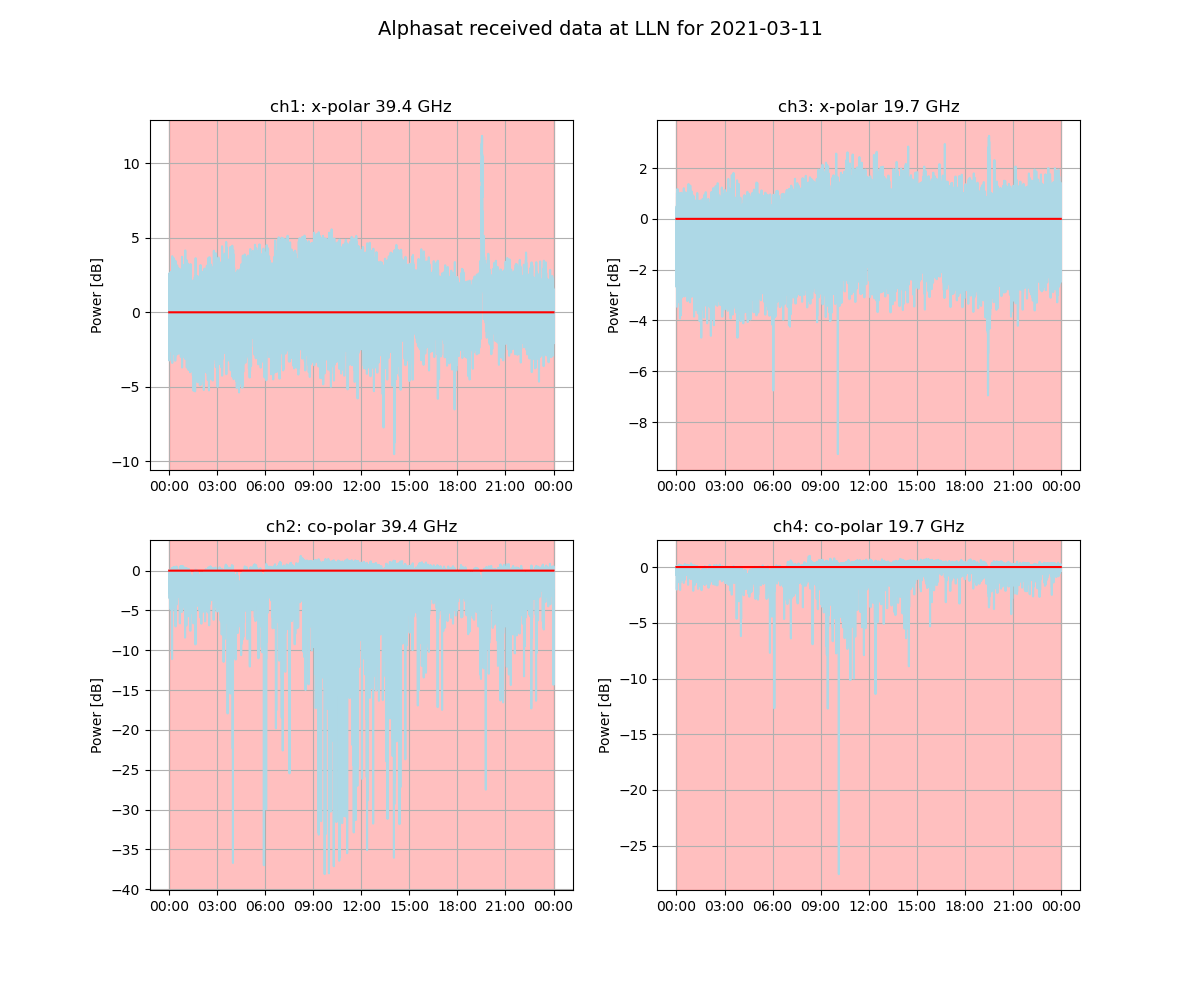 Alphasat received data at LLN for 2021-03-11
ch1: x-polar 39.4 GHz
Power [dB]
10
5
0
−5
−10
00:00 03:00 06:00 09:00 12:00 15:00 18:00 21:00 00:00
ch3: x-polar 19.7 GHz
Power [dB]
2
0
−2
−4
−6
−8
00:00 03:00 06:00 09:00 12:00 15:00 18:00 21:00 00:00
ch2: co-polar 39.4 GHz
Power [dB]
0
−5
−10
−15
−20
−25
−30
−35
−40
00:00 03:00 06:00 09:00 12:00 15:00 18:00 21:00 00:00
ch4: co-polar 19.7 GHz
Power [dB]
0
−5
−10
−15
−20
−25
00:00 03:00 06:00 09:00 12:00 15:00 18:00 21:00 00:00